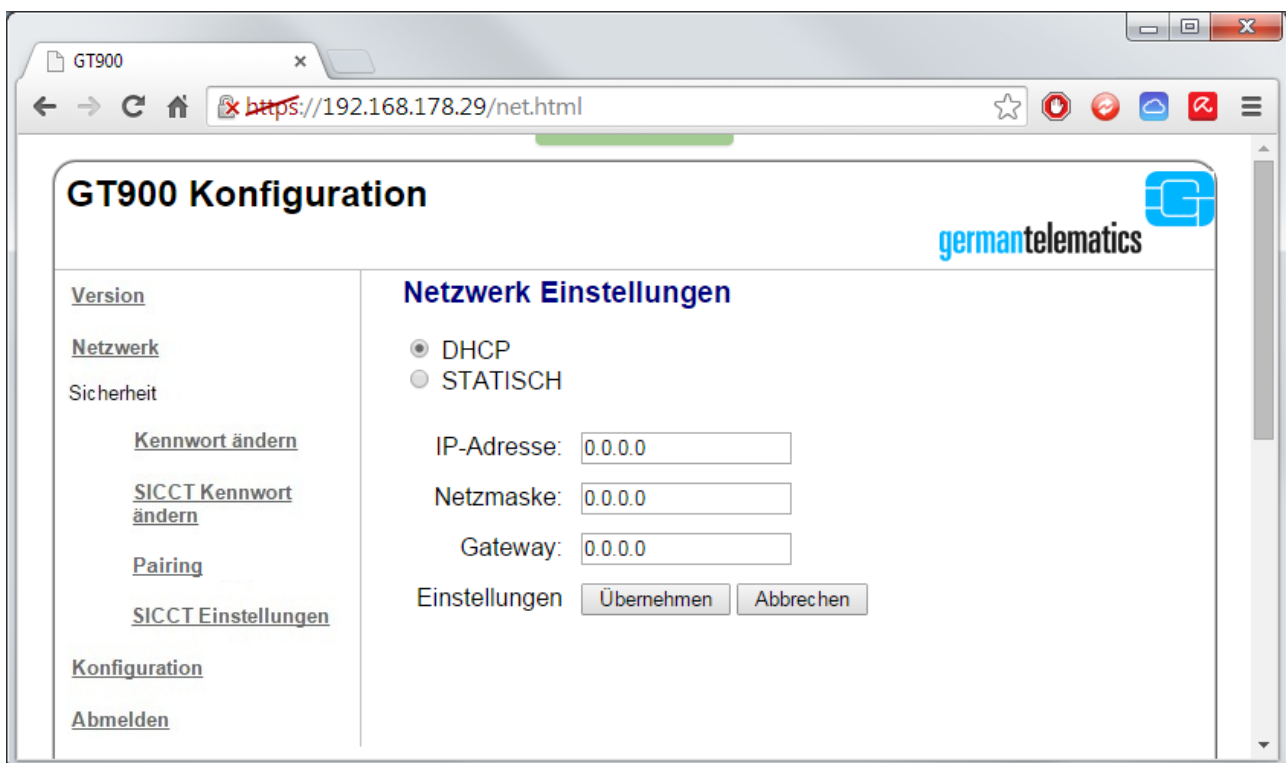 GT900
https://192.168.178.29/net.html
GT900 Konfiguration
germantelematics
Version
Netzwerk
Sicherheit
Kennwort ändern
SICCT Kennwort
ändern
Pairing
SICCT Einstellungen
Konfiguration
Abmelden
Netzwerk Einstellungen
DHCP
STATISCH
IP-Adresse: 0.0.0.0
Netzmaske: 0.0.0.0
Gateway: 0.0.0.0
Einstellungen Übernehmen Abbrechen